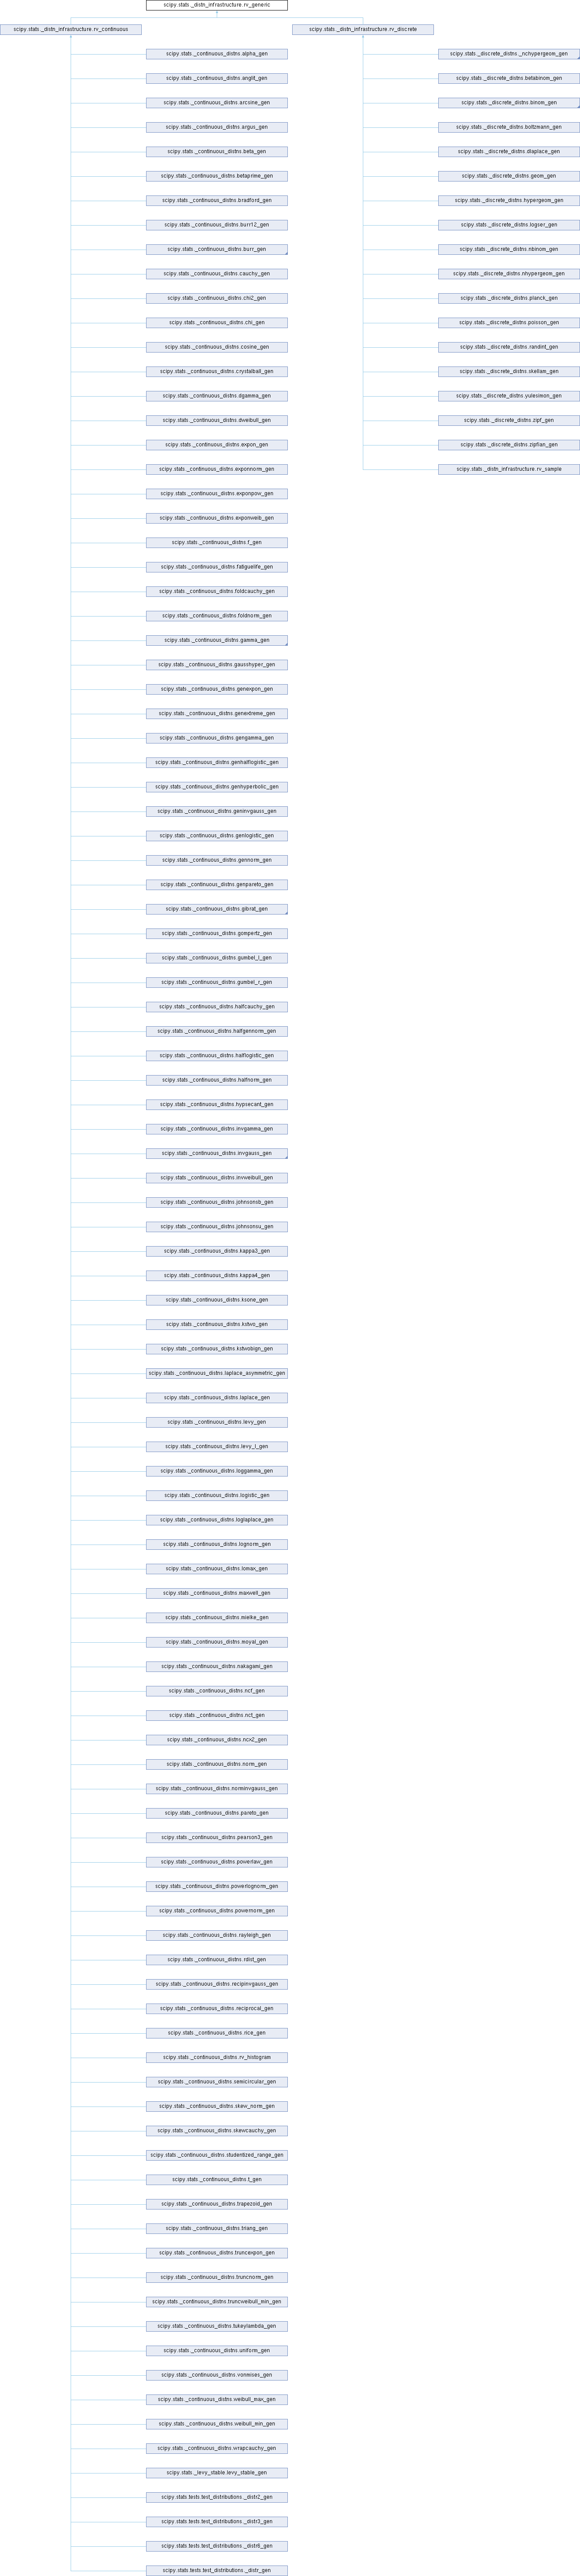 scipy.stats._distn_infrastructure.rv_generic
scipy.stats._distn_infrastructure.rv_continuous
scipy.stats._distn_infrastructure.rv_discrete
scipy.stats._continuous_distns.alpha_gen
scipy.stats._discrete_distns._nchypergeom_gen
scipy.stats._continuous_distns.anglit_gen
scipy.stats._discrete_distns.betabinom_gen
scipy.stats._continuous_distns.arcsine_gen
scipy.stats._discrete_distns.binom_gen
scipy.stats._continuous_distns.argus_gen
scipy.stats._discrete_distns.boltzmann_gen
scipy.stats._continuous_distns.beta_gen
scipy.stats._discrete_distns.dlaplace_gen
scipy.stats._continuous_distns.betaprime_gen
scipy.stats._discrete_distns.geom_gen
scipy.stats._continuous_distns.bradford_gen
scipy.stats._discrete_distns.hypergeom_gen
scipy.stats._continuous_distns.burr12_gen
scipy.stats._discrete_distns.logser_gen
scipy.stats._continuous_distns.burr_gen
scipy.stats._discrete_distns.nbinom_gen
scipy.stats._continuous_distns.cauchy_gen
scipy.stats._discrete_distns.nhypergeom_gen
scipy.stats._continuous_distns.chi2_gen
scipy.stats._discrete_distns.planck_gen
scipy.stats._continuous_distns.chi_gen
scipy.stats._discrete_distns.poisson_gen
scipy.stats._continuous_distns.cosine_gen
scipy.stats._discrete_distns.randint_gen
scipy.stats._continuous_distns.crystalball_gen
scipy.stats._discrete_distns.skellam_gen
scipy.stats._continuous_distns.dgamma_gen
scipy.stats._discrete_distns.yulesimon_gen
scipy.stats._continuous_distns.dweibull_gen
scipy.stats._discrete_distns.zipf_gen
scipy.stats._continuous_distns.expon_gen
scipy.stats._discrete_distns.zipfian_gen
scipy.stats._continuous_distns.exponnorm_gen
scipy.stats._distn_infrastructure.rv_sample
scipy.stats._continuous_distns.exponpow_gen
scipy.stats._continuous_distns.exponweib_gen
scipy.stats._continuous_distns.f_gen
scipy.stats._continuous_distns.fatiguelife_gen
scipy.stats._continuous_distns.foldcauchy_gen
scipy.stats._continuous_distns.foldnorm_gen
scipy.stats._continuous_distns.gamma_gen
scipy.stats._continuous_distns.gausshyper_gen
scipy.stats._continuous_distns.genexpon_gen
scipy.stats._continuous_distns.genextreme_gen
scipy.stats._continuous_distns.gengamma_gen
scipy.stats._continuous_distns.genhalflogistic_gen
scipy.stats._continuous_distns.genhyperbolic_gen
scipy.stats._continuous_distns.geninvgauss_gen
scipy.stats._continuous_distns.genlogistic_gen
scipy.stats._continuous_distns.gennorm_gen
scipy.stats._continuous_distns.genpareto_gen
scipy.stats._continuous_distns.gibrat_gen
scipy.stats._continuous_distns.gompertz_gen
scipy.stats._continuous_distns.gumbel_l_gen
scipy.stats._continuous_distns.gumbel_r_gen
scipy.stats._continuous_distns.halfcauchy_gen
scipy.stats._continuous_distns.halfgennorm_gen
scipy.stats._continuous_distns.halflogistic_gen
scipy.stats._continuous_distns.halfnorm_gen
scipy.stats._continuous_distns.hypsecant_gen
scipy.stats._continuous_distns.invgamma_gen
scipy.stats._continuous_distns.invgauss_gen
scipy.stats._continuous_distns.invweibull_gen
scipy.stats._continuous_distns.johnsonsb_gen
scipy.stats._continuous_distns.johnsonsu_gen
scipy.stats._continuous_distns.kappa3_gen
scipy.stats._continuous_distns.kappa4_gen
scipy.stats._continuous_distns.ksone_gen
scipy.stats._continuous_distns.kstwo_gen
scipy.stats._continuous_distns.kstwobign_gen
scipy.stats._continuous_distns.laplace_asymmetric_gen
scipy.stats._continuous_distns.laplace_gen
scipy.stats._continuous_distns.levy_gen
scipy.stats._continuous_distns.levy_l_gen
scipy.stats._continuous_distns.loggamma_gen
scipy.stats._continuous_distns.logistic_gen
scipy.stats._continuous_distns.loglaplace_gen
scipy.stats._continuous_distns.lognorm_gen
scipy.stats._continuous_distns.lomax_gen
scipy.stats._continuous_distns.maxwell_gen
scipy.stats._continuous_distns.mielke_gen
scipy.stats._continuous_distns.moyal_gen
scipy.stats._continuous_distns.nakagami_gen
scipy.stats._continuous_distns.ncf_gen
scipy.stats._continuous_distns.nct_gen
scipy.stats._continuous_distns.ncx2_gen
scipy.stats._continuous_distns.norm_gen
scipy.stats._continuous_distns.norminvgauss_gen
scipy.stats._continuous_distns.pareto_gen
scipy.stats._continuous_distns.pearson3_gen
scipy.stats._continuous_distns.powerlaw_gen
scipy.stats._continuous_distns.powerlognorm_gen
scipy.stats._continuous_distns.powernorm_gen
scipy.stats._continuous_distns.rayleigh_gen
scipy.stats._continuous_distns.rdist_gen
scipy.stats._continuous_distns.recipinvgauss_gen
scipy.stats._continuous_distns.reciprocal_gen
scipy.stats._continuous_distns.rice_gen
scipy.stats._continuous_distns.rv_histogram
scipy.stats._continuous_distns.semicircular_gen
scipy.stats._continuous_distns.skew_norm_gen
scipy.stats._continuous_distns.skewcauchy_gen
scipy.stats._continuous_distns.studentized_range_gen
scipy.stats._continuous_distns.t_gen
scipy.stats._continuous_distns.trapezoid_gen
scipy.stats._continuous_distns.triang_gen
scipy.stats._continuous_distns.truncexpon_gen
scipy.stats._continuous_distns.truncnorm_gen
scipy.stats._continuous_distns.truncweibull_min_gen
scipy.stats._continuous_distns.tukeylambda_gen
scipy.stats._continuous_distns.uniform_gen
scipy.stats._continuous_distns.vonmises_gen
scipy.stats._continuous_distns.weibull_max_gen
scipy.stats._continuous_distns.weibull_min_gen
scipy.stats._continuous_distns.wrapcauchy_gen
scipy.stats._levy_stable.levy_stable_gen
scipy.stats.tests.test_distributions._distr2_gen
scipy.stats.tests.test_distributions._distr3_gen
scipy.stats.tests.test_distributions._distr6_gen
scipy.stats.tests.test_distributions._distr_gen